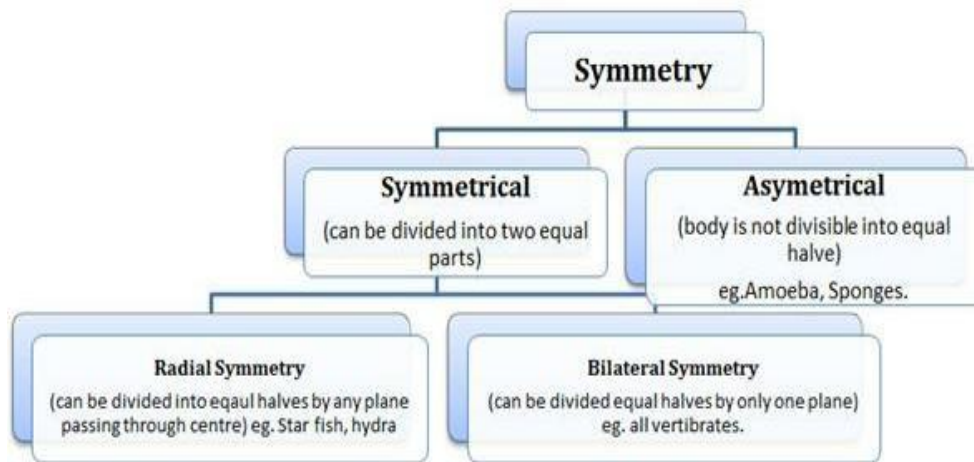 Symmetry
Symmetrical
(can be divided into two equal
parts)
Asymetrical
(body is not divisible into equal
halve)
eg.Amoeba, Sponges.
Radial Symmetry
(can be divided into eqaul halves by any plane
passing through centre) eg. Star fish, hydra
Bilateral Symmetry
(can be divided equal halves by only one plane)
eg. all vertibrates.